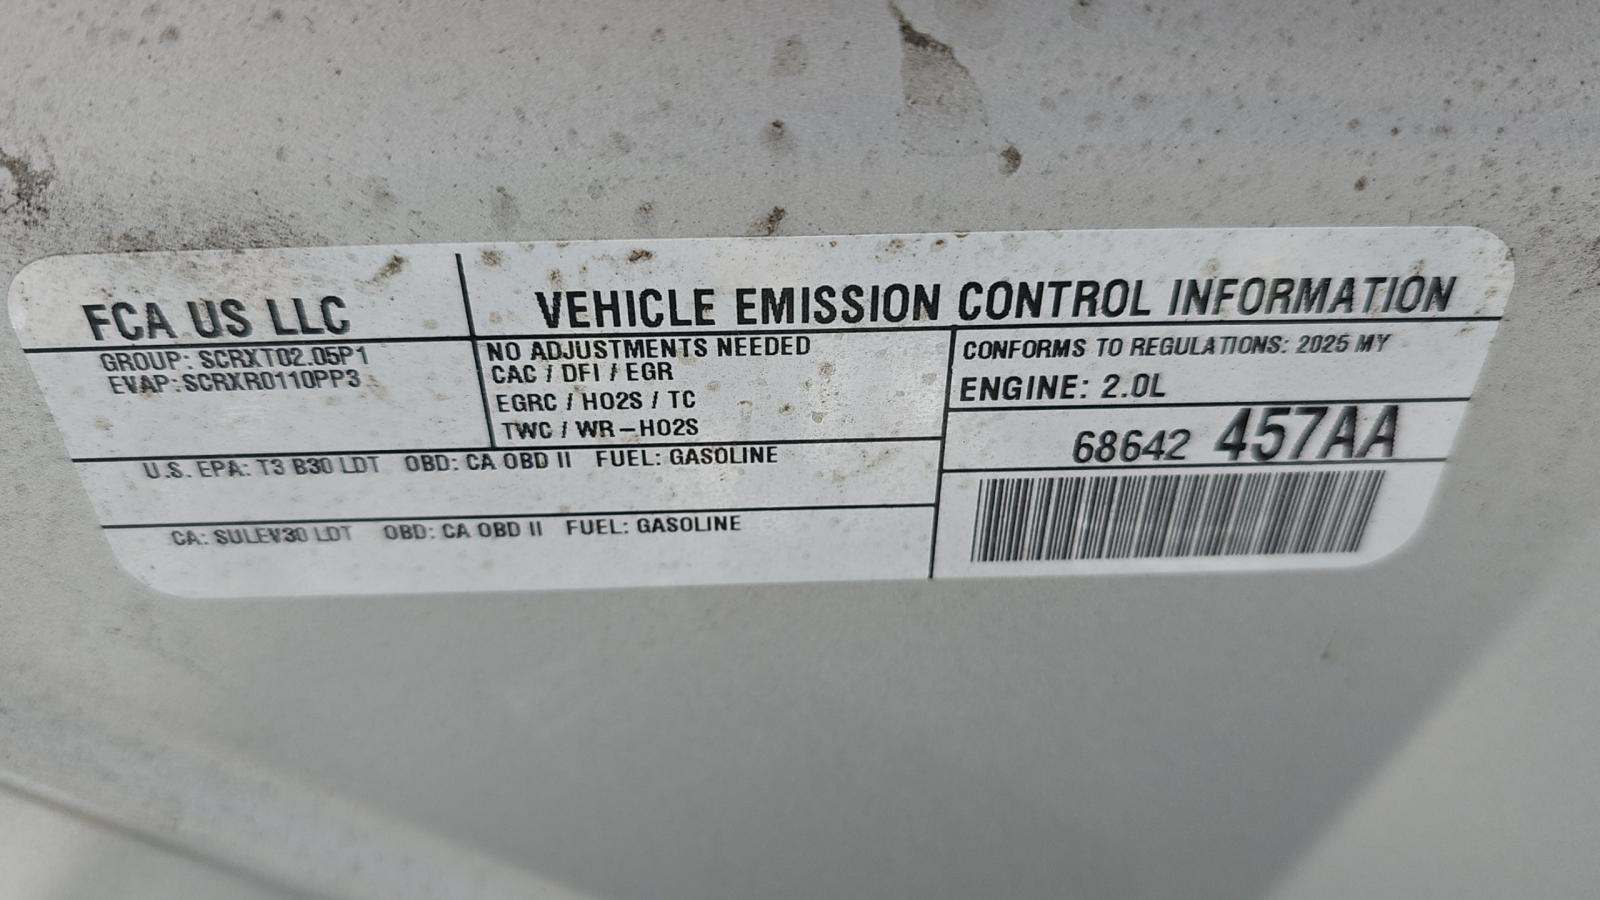 FCA US LLC
VEHICLE EMISSION CONTROL INFORMATION
GROUP: SCRXT02.05P1
EVAP: SCRXR0110PP3
NO ADJUSTMENTS NEEDED
CAC / DFI / EGR
EGRC / HO2S / TC
TWC / WR-HO2S
CONFORMS TO REGULATIONS: 2025 MY
ENGINE: 2.0L
68642 457AA
U.S. EPA: T3 B30 LDT OBD: CA OBD II FUEL: GASOLINE
CA: SULEV30 LDT OBD: CA OBD II FUEL: GASOLINE